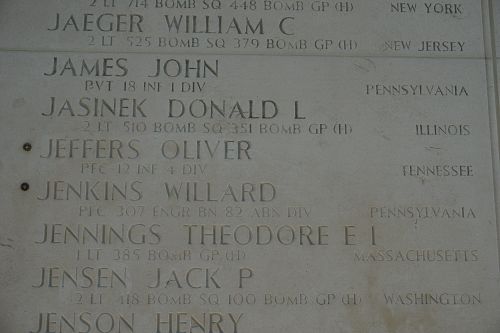 2 LT 714 BOMB SQ 448 BOMB GP (H) NEW YORK
JAEGER WILLIAM C
2 LT 525 BOMB SQ 379 BOMB GP (H) NEW JERSEY
JAMES JOHN
PVT 18 INF 1 DIV PENNSYLVANIA
JASINEK DONALD L
2 LT 510 BOMB SQ 351 BOMB GP (H) ILLINOIS
JEFFERS OLIVER
PFC 12 INF 4 DIV TENNESSEE
JENKINS WILLARD
PFC 307 ENGR BN 82 ABN DIV PENNSYLVANIA
JENNINGS THEODORE E J
1 LT 385 BOMB GP (H) MASSACHUSETTS
JENSEN JACK P
2 LT 418 BOMB SQ 100 BOMB GP (H) WASHINGTON
JENSON HENRY